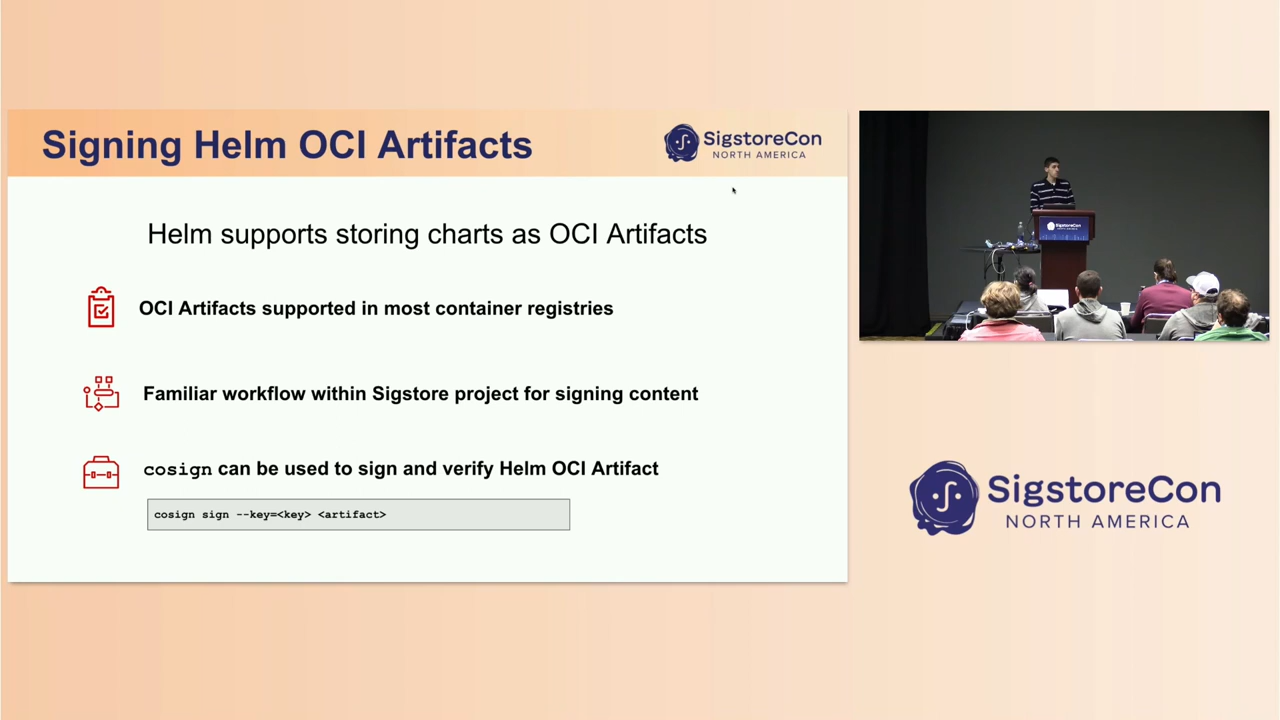 Signing Helm OCI Artifacts
SigstoreCon
NORTH AMERICA
Helm supports storing charts as OCI Artifacts
OCI Artifacts supported in most container registries
Familiar workflow within Sigstore project for signing content
cosign can be used to sign and verify Helm OCI Artifact
cosign sign --key=<key> <artifact>
SigstoreCon
SigstoreCon
NORTH AMERICA